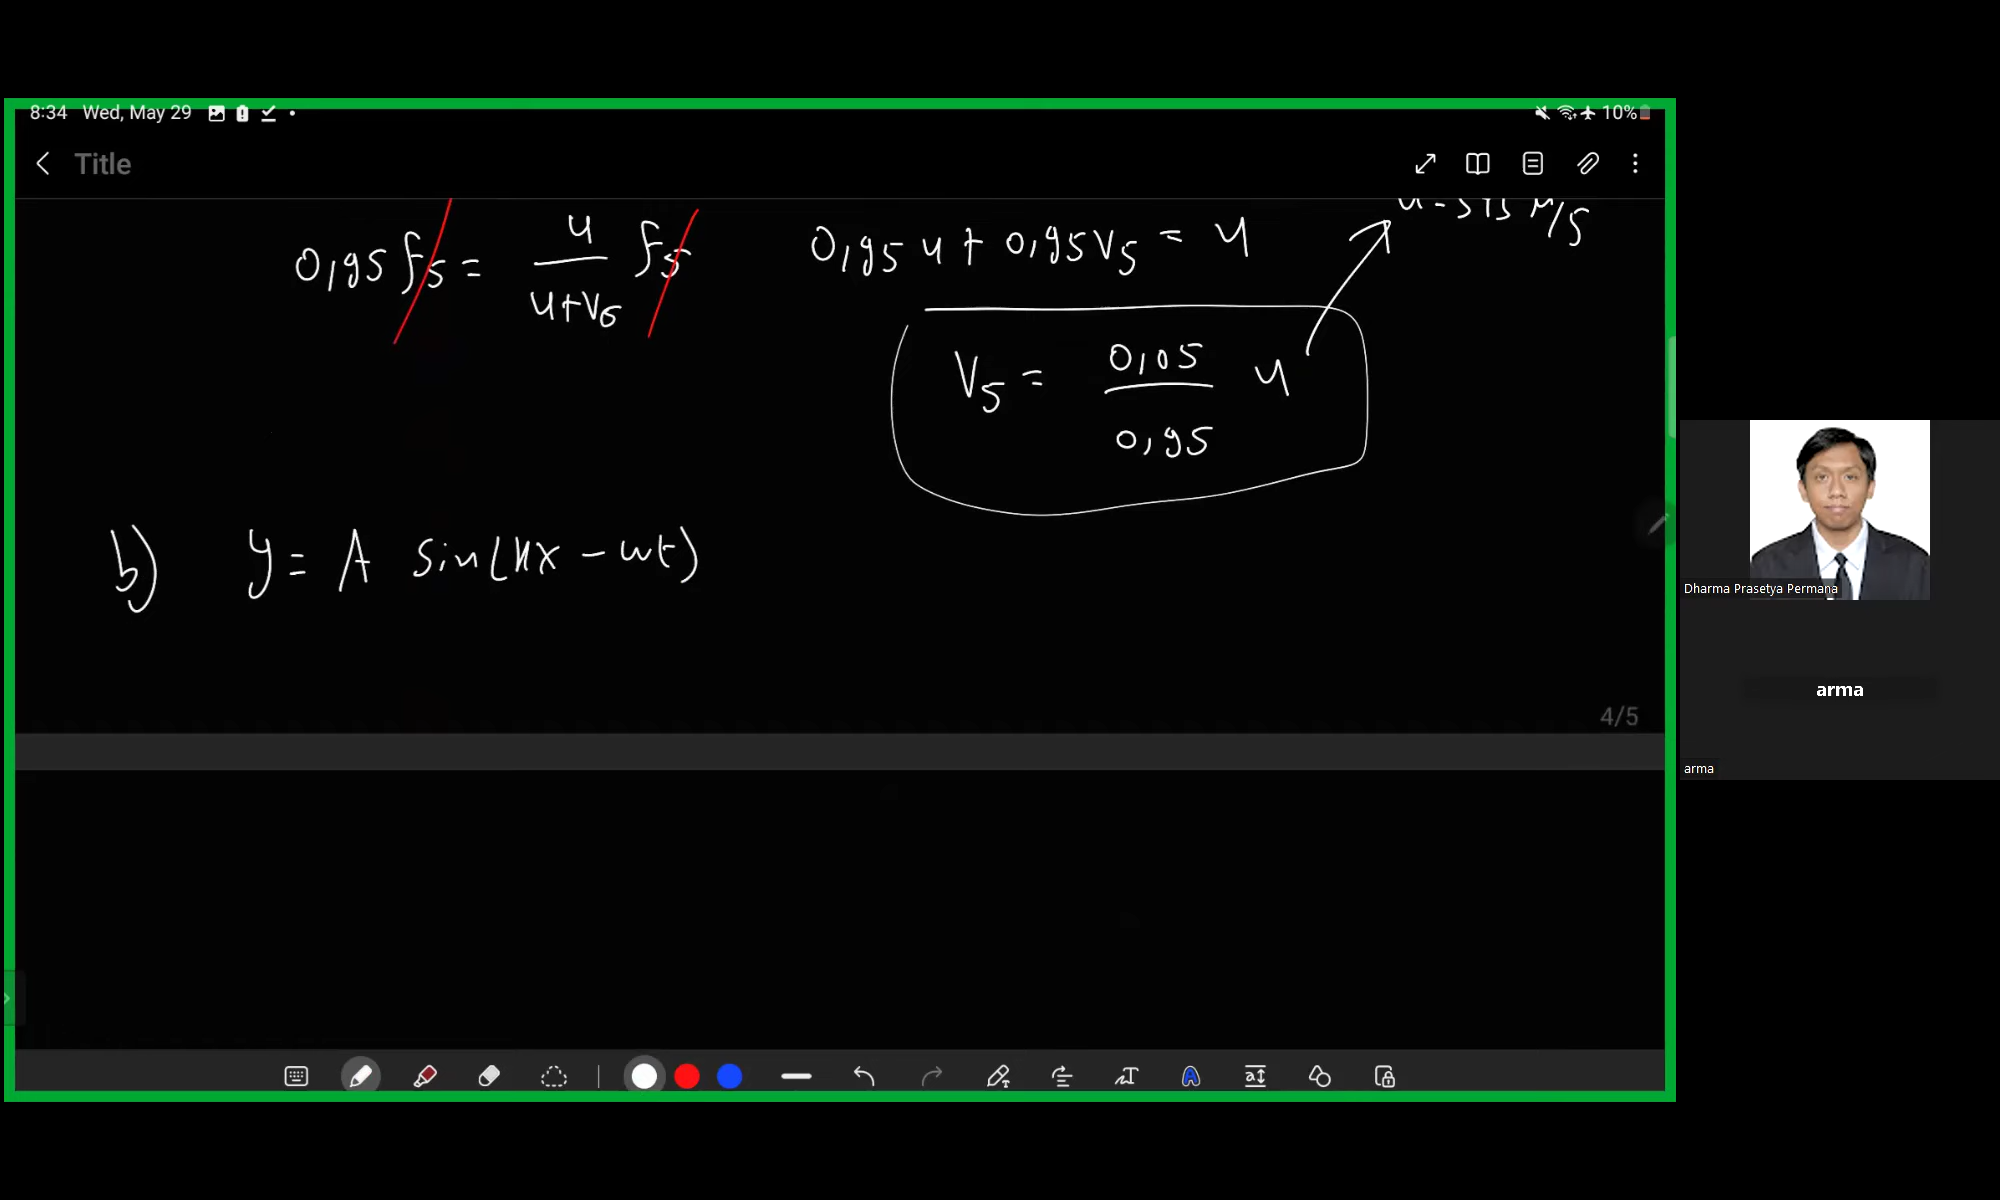 8:34 Wed, May 29 10%
Title
0,95 fs = u/(u+vs) fs
0,95 u + 0,95 Vs = u
M/S
Vs = 0,05/0,95 u
b) y = A sin(kx - wt)
4/5
Dharma Prasetya Permana
arma
arma